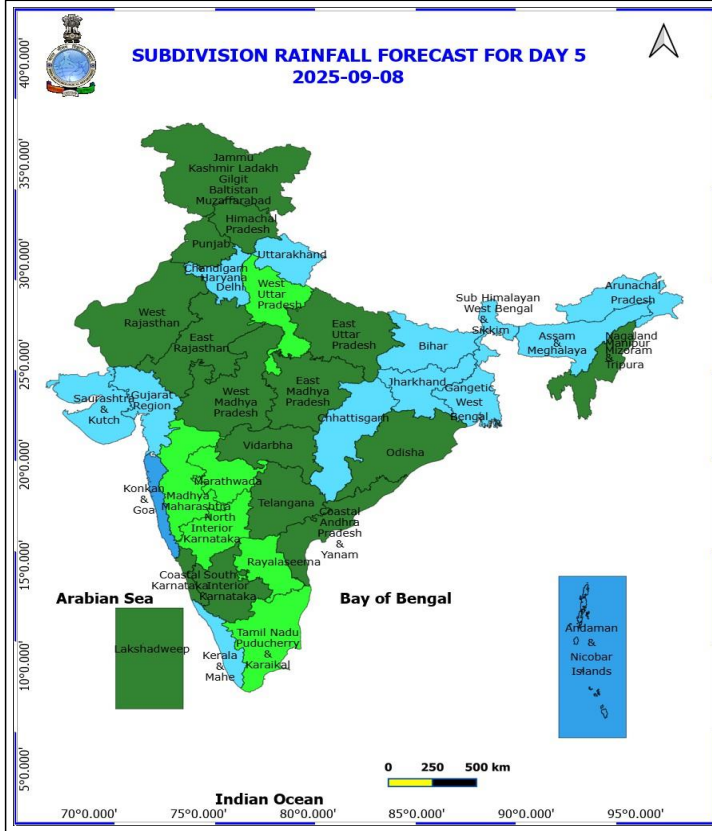 SUBDIVISION RAINFALL FORECAST FOR DAY 5
2025-09-08
40°0.000'
35°0.000'
30°0.000'
25°0.000'
20°0.000'
15°0.000'
10°0.000'
5°0.000'
Jammu
Kashmir Ladakh
Gilgit
Baltistan
Muzaffarabad
Himachal
Pradesh
Punjab
Uttarakhand
Chandigarh
Haryana
Delhi
West
Uttar
Pradesh
West
Rajasthan
East
Rajasthan
East
Uttar
Pradesh
Sub Himalayan
West Bengal
&
Sikkim
Arunachal
Pradesh
Assam
&
Meghalaya
Nagaland
Manipur
Mizoram &
Tripura
Bihar
Jharkhand
Gangetic
West
Bengal
Saurashtra
&
Kutch
Gujarat
Region
West
Madhya
Pradesh
East
Madhya
Pradesh
Chhattisgarh
Vidarbha
Odisha
Konkan
&
Goa
Marathwada
Madhya
Maharashtra
North
Interior
Karnataka
Telangana
Coastal
Andhra
Pradesh
&
Yanam
Rayalaseema
Coastal
Karnataka
South
Interior
Karnataka
Arabian Sea
Bay of Bengal
Lakshadweep
Kerala
&
Mahe
Tamil Nadu
Puducherry
&
Karaikal
Andaman
&
Nicobar
Islands
0 250 500 km
Indian Ocean
70°0.000' 75°0.000' 80°0.000' 85°0.000' 90°0.000' 95°0.000'